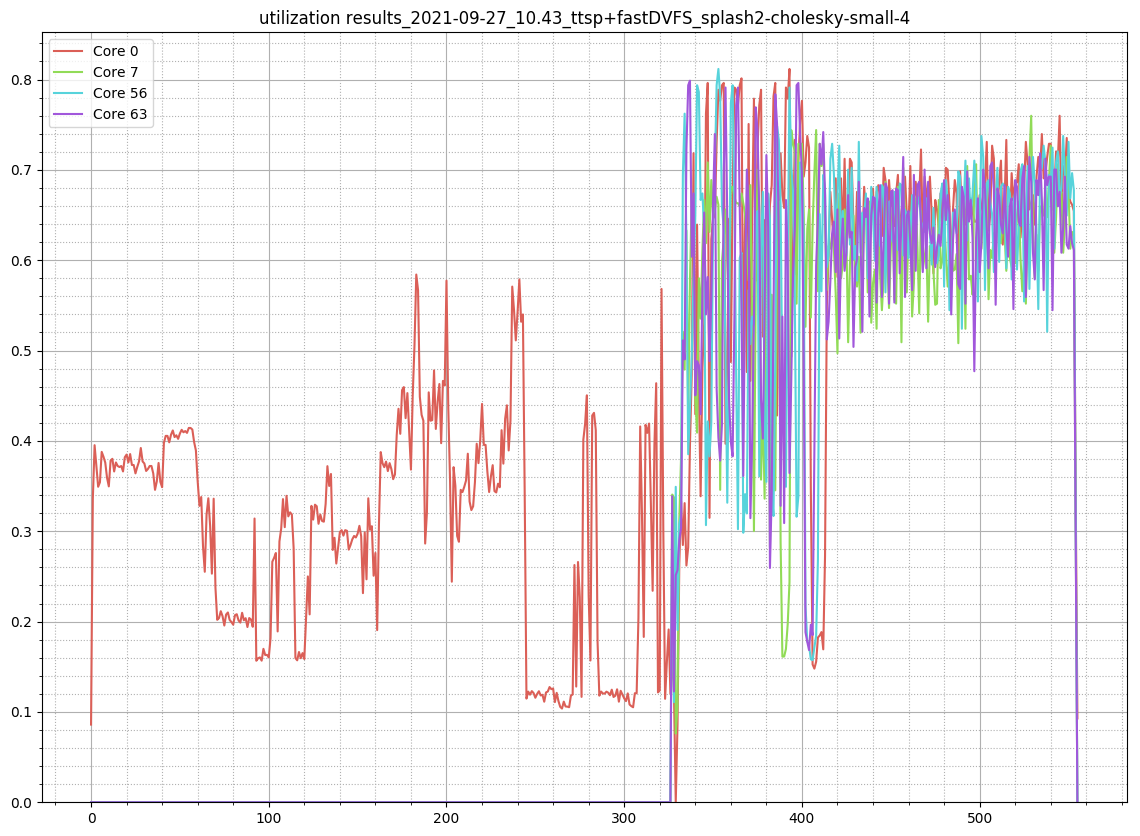 utilization results_2021-09-27_10.43_ttsp+fastDVFS_splash2-cholesky-small-4
Core 0
Core 7
Core 56
Core 63
0.8
0.7
0.6
0.5
0.4
0.3
0.2
0.1
0.0
0 100 200 300 400 500